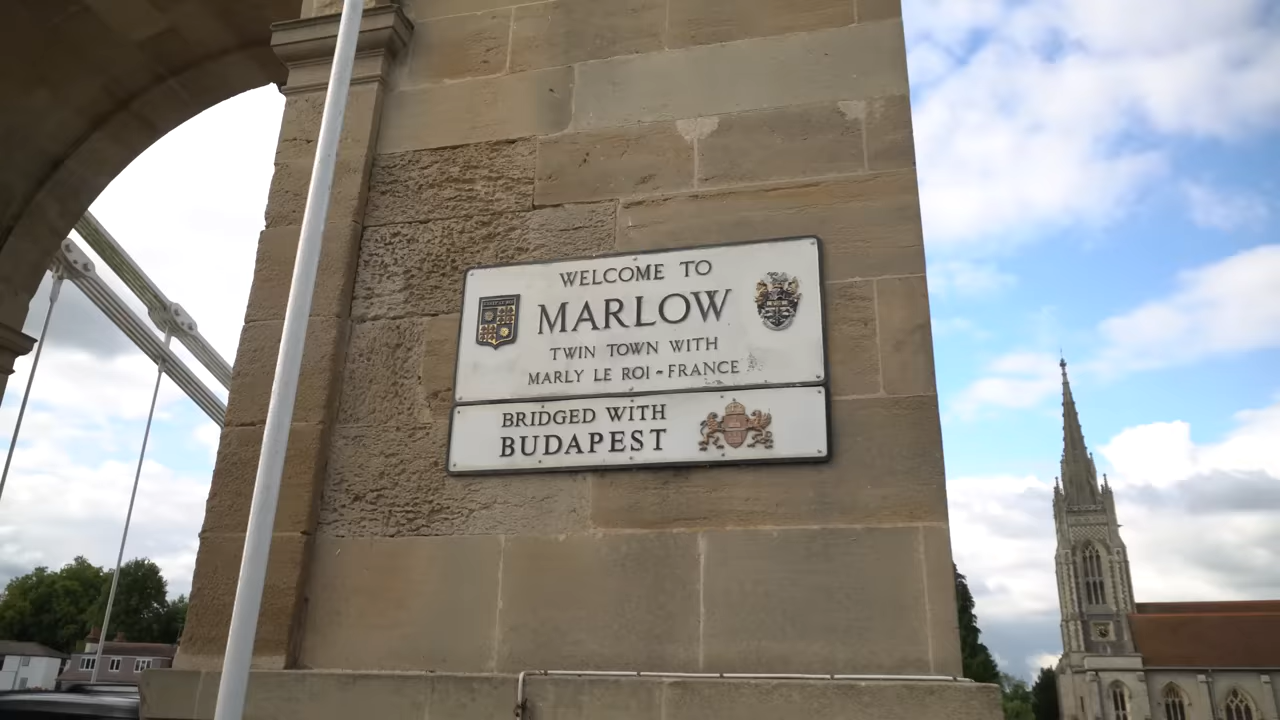 WELCOME TO
MARLOW
TWIN TOWN WITH
MARLY LE ROI - FRANCE
BRIDGED WITH
BUDAPEST